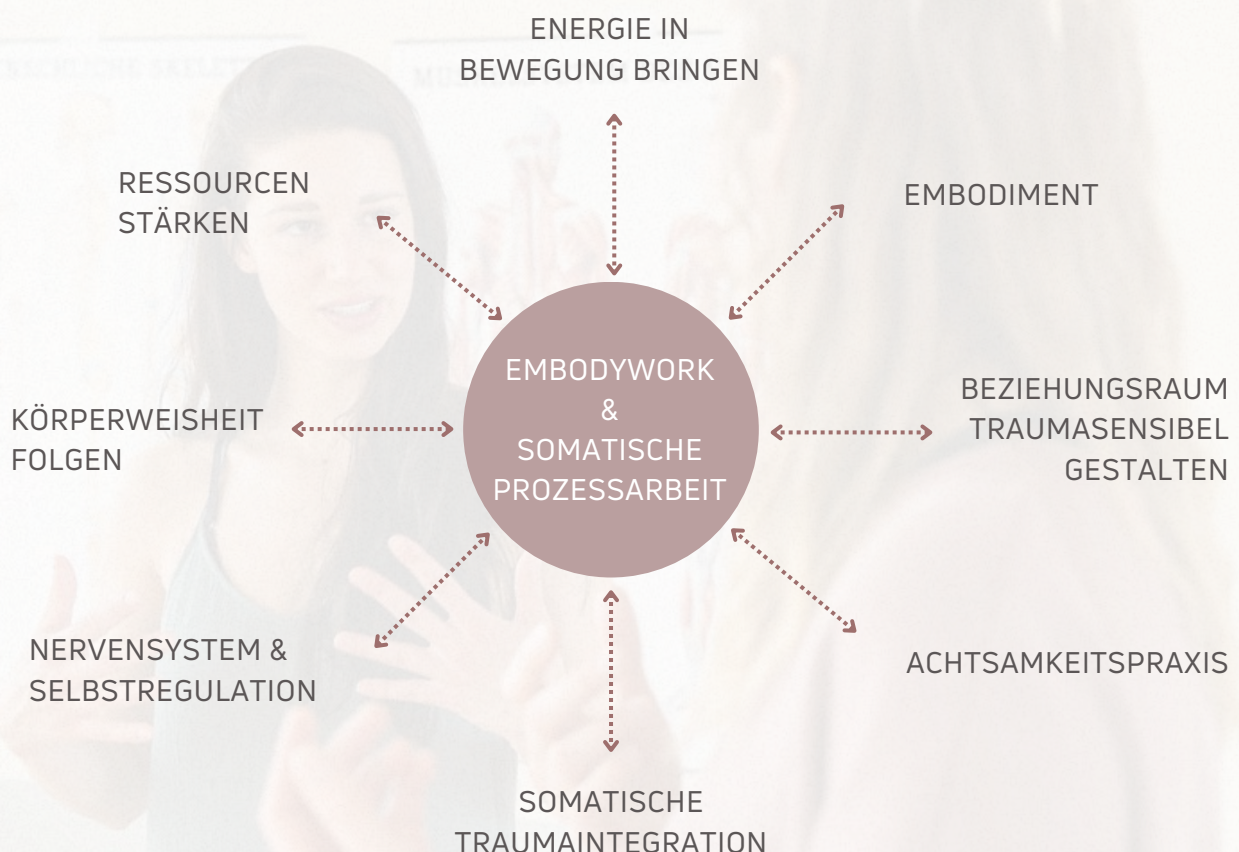 ENERGIE IN
BEWEGUNG BRINGEN
RESSOURCEN
STÄRKEN
EMBODIMENT
EMBODYWORK
&
SOMATISCHE
PROZESSARBEIT
KÖRPERWEISHEIT
FOLGEN
BEZIEHUNGSRAUM
TRAUMASENSIBEL
GESTALTEN
NERVENSYSTEM &
SELBSTREGULATION
ACHTSAMKEITSPRAXIS
SOMATISCHE
TRAUMAINTEGRATION